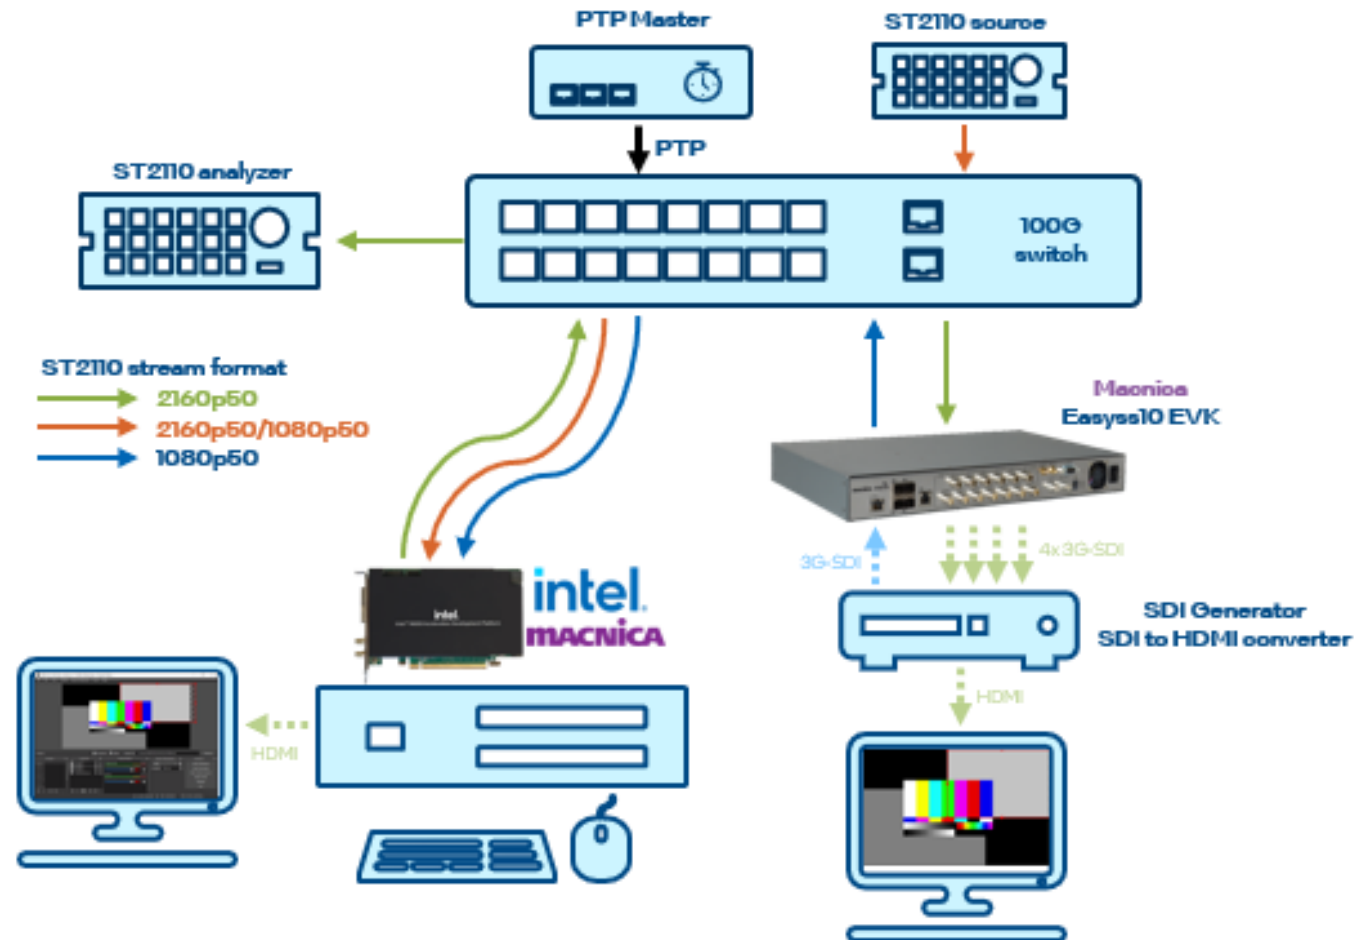 PTP Master
ST2110 source
PTP
ST2110 analyzer
100G
switch
ST2110 stream format
2160p50
2160p50/1080p50
1080p50
Macnica
Easyss10 EVK
3G-SDI
4x3G-SDI
intel.
intel.
MACNICA
SDI Generator
SDI to HDMI converter
HDMI
HDMI